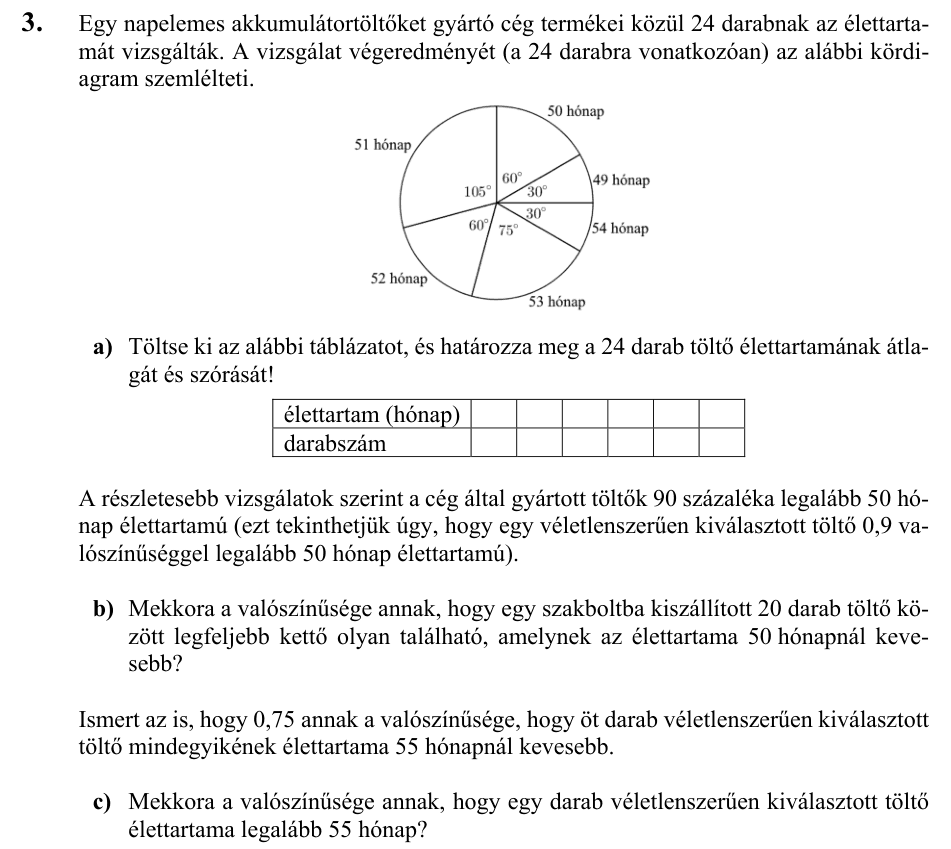 3. Egy napelemes akkumulátortöltőket gyártó cég termékei közül 24 darabnak az élettarta-
mát vizsgálták. A vizsgálat végeredményét (a 24 darabra vonatkozóan) az alábbi kördi-
agram szemlélteti.
50 hónap
51 hónap
49 hónap
60°
105°
30°
30°
60°
75°
54 hónap
52 hónap
53 hónap
a) Töltse ki az alábbi táblázatot, és határozza meg a 24 darab töltő élettartamának átla-
gát és szórását!
élettartam (hónap)
darabszám
A részletesebb vizsgálatok szerint a cég által gyártott töltők 90 százaléka legalább 50 hó-
nap élettartamú (ezt tekinthetjük úgy, hogy egy véletlenszerűen kiválasztott töltő 0,9 va-
lószínűséggel legalább 50 hónap élettartamú).
b) Mekkora a valószínűsége annak, hogy egy szakboltba kiszállított 20 darab töltő kö-
zött legfeljebb kettő olyan található, amelynek az élettartama 50 hónapnál keve-
sebb?
Ismert az is, hogy 0,75 annak a valószínűsége, hogy öt darab véletlenszerűen kiválasztott
töltő mindegyikének élettartama 55 hónapnál kevesebb.
c) Mekkora a valószínűsége annak, hogy egy darab véletlenszerűen kiválasztott töltő
élettartama legalább 55 hónap?